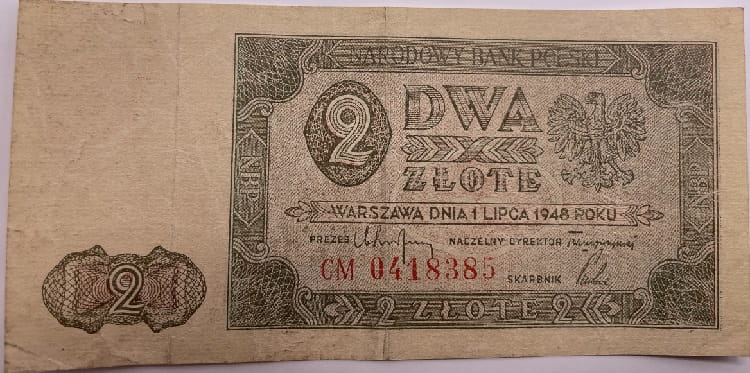 NARODOWY BANK POLSKI
2 DWA
ZŁOTE
NBP NBP
WARSZAWA DNIA 1 LIPCA 1948 ROKU
PREZES NACZELNY DYREKTOR
CM 0418385 SKARBNIK
2
2 ZŁOTE 2